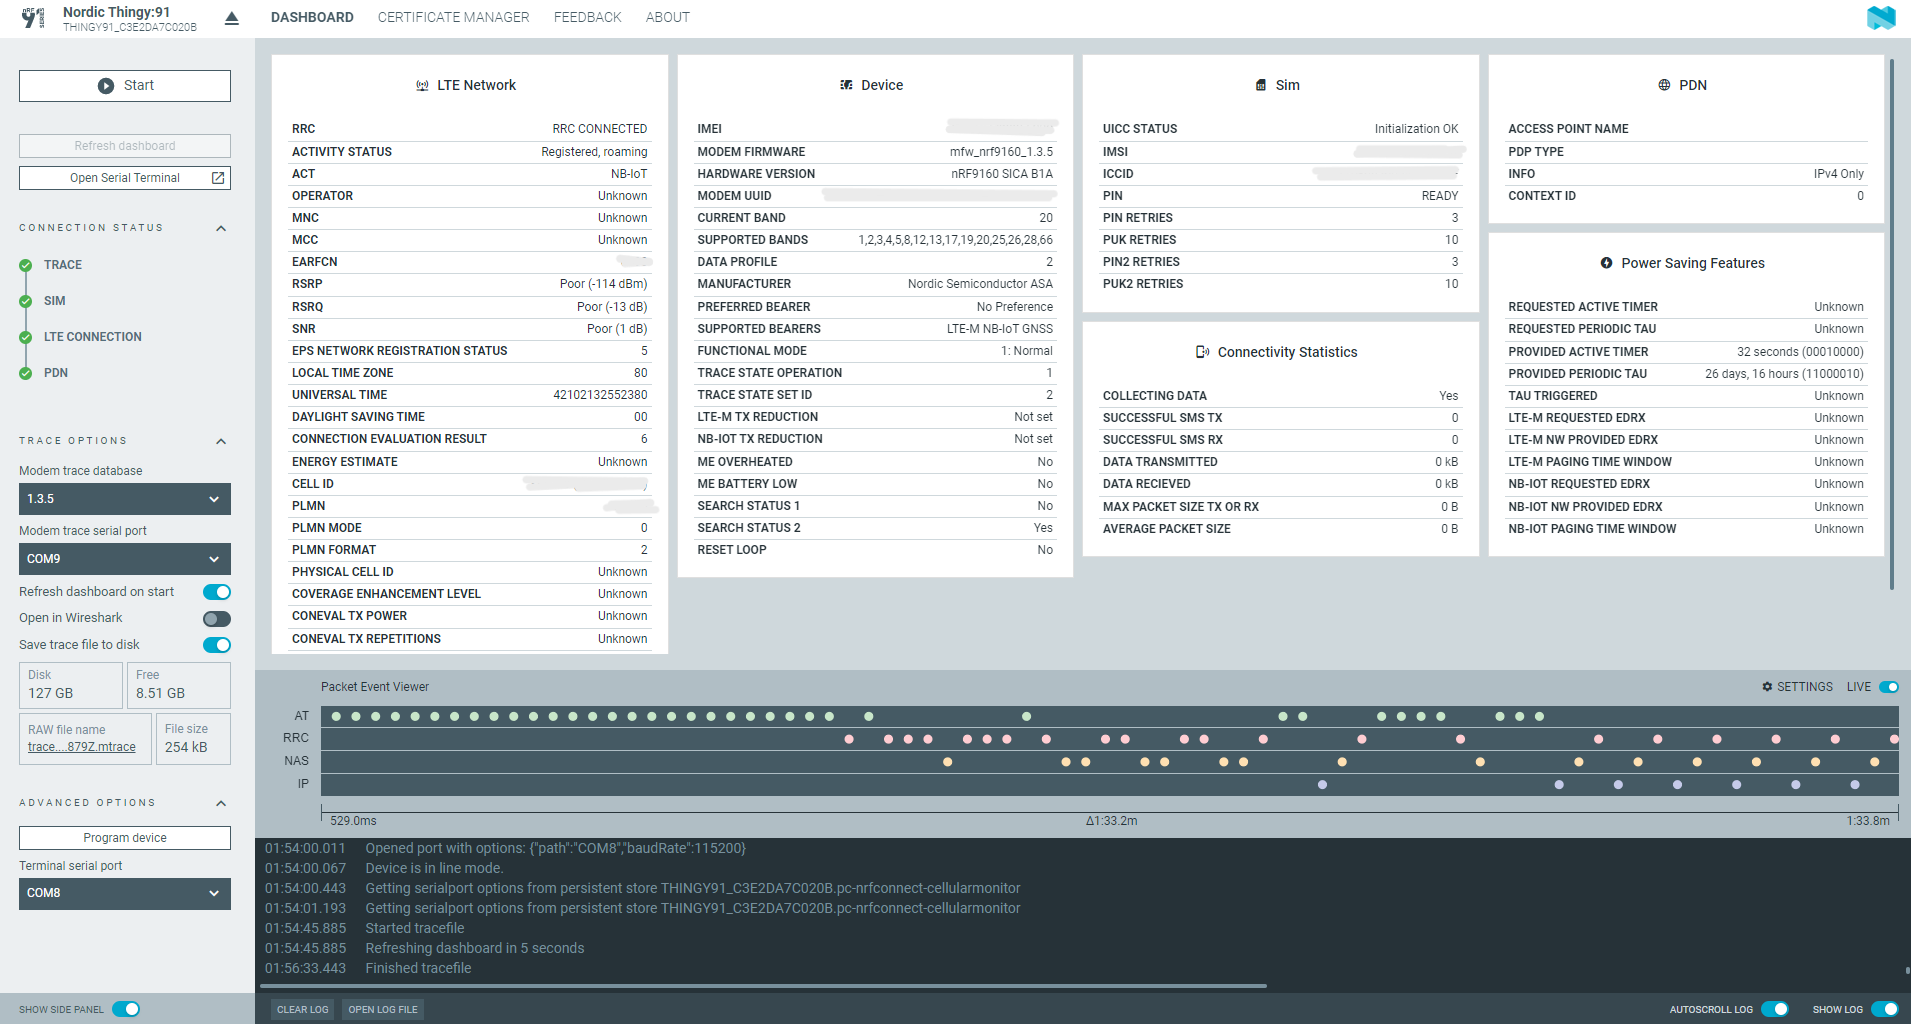 Nordic Thingy:91
THINGY91_C3E2DA7C020B
DASHBOARD
CERTIFICATE MANAGER
FEEDBACK
ABOUT
Start
Refresh dashboard
Open Serial Terminal
CONNECTION STATUS
TRACE
SIM
LTE CONNECTION
PDN
TRACE OPTIONS
Modem trace database
1.3.5
Modem trace serial port
COM9
Refresh dashboard on start
Open in Wireshark
Save trace file to disk
Disk
127 GB
Free
8.51 GB
RAW file name
trace....879Z.mtrace
File size
254 kB
ADVANCED OPTIONS
Program device
Terminal serial port
COM8
SHOW SIDE PANEL
LTE Network
RRC RRC CONNECTED
ACTIVITY STATUS Registered, roaming
ACT NB-IoT
OPERATOR Unknown
MNC Unknown
MCC Unknown
EARFCN
RSRP Poor (-114 dBm)
RSRQ Poor (-13 dB)
SNR Poor (1 dB)
EPS NETWORK REGISTRATION STATUS 5
LOCAL TIME ZONE 80
UNIVERSAL TIME 42102132552380
DAYLIGHT SAVING TIME 00
CONNECTION EVALUATION RESULT 6
ENERGY ESTIMATE Unknown
CELL ID
PLMN
PLMN MODE 0
PLMN FORMAT 2
PHYSICAL CELL ID Unknown
COVERAGE ENHANCEMENT LEVEL Unknown
CONEVAL TX POWER Unknown
CONEVAL TX REPETITIONS Unknown
Device
IMEI
MODEM FIRMWARE mfw_nrf9160_1.3.5
HARDWARE VERSION nRF9160 SICA B1A
MODEM UUID
CURRENT BAND 20
SUPPORTED BANDS 1,2,3,4,5,8,12,13,17,19,20,25,26,28,66
DATA PROFILE 2
MANUFACTURER Nordic Semiconductor ASA
PREFERRED BEARER No Preference
SUPPORTED BEARERS LTE-M NB-IoT GNSS
FUNCTIONAL MODE 1: Normal
TRACE STATE OPERATION 1
TRACE STATE SET ID 2
LTE-M TX REDUCTION Not set
NB-IOT TX REDUCTION Not set
ME OVERHEATED No
ME BATTERY LOW No
SEARCH STATUS 1 No
SEARCH STATUS 2 Yes
RESET LOOP No
Sim
UICC STATUS Initialization OK
IMSI
ICCID
PIN READY
PIN RETRIES 3
PUK RETRIES 10
PIN2 RETRIES 3
PUK2 RETRIES 10
Connectivity Statistics
COLLECTING DATA Yes
SUCCESSFUL SMS TX 0
SUCCESSFUL SMS RX 0
DATA TRANSMITTED 0 kB
DATA RECIEVED 0 kB
MAX PACKET SIZE TX OR RX 0 B
AVERAGE PACKET SIZE 0 B
PDN
ACCESS POINT NAME
PDP TYPE
INFO IPv4 Only
CONTEXT ID 0
Power Saving Features
REQUESTED ACTIVE TIMER Unknown
REQUESTED PERIODIC TAU Unknown
PROVIDED ACTIVE TIMER 32 seconds (00010000)
PROVIDED PERIODIC TAU 26 days, 16 hours (11000010)
TAU TRIGGERED Unknown
LTE-M REQUESTED EDRX Unknown
LTE-M NW PROVIDED EDRX Unknown
LTE-M PAGING TIME WINDOW Unknown
NB-IOT REQUESTED EDRX Unknown
NB-IOT NW PROVIDED EDRX Unknown
NB-IOT PAGING TIME WINDOW Unknown
Packet Event Viewer
SETTINGS
LIVE
AT
RRC
NAS
IP
529.0ms
Δ1:33.2m
1:33.8m
01:54:00.011 Opened port with options: {"path":"COM8","baudRate":115200}
01:54:00.067 Device is in line mode.
01:54:00.443 Getting serialport options from persistent store THINGY91_C3E2DA7C020B.pc-nrfconnect-cellularmonitor
01:54:01.193 Getting serialport options from persistent store THINGY91_C3E2DA7C020B.pc-nrfconnect-cellularmonitor
01:54:45.885 Started tracefile
01:54:45.885 Refreshing dashboard in 5 seconds
01:56:33.443 Finished tracefile
CLEAR LOG
OPEN LOG FILE
AUTOSCROLL LOG
SHOW LOG